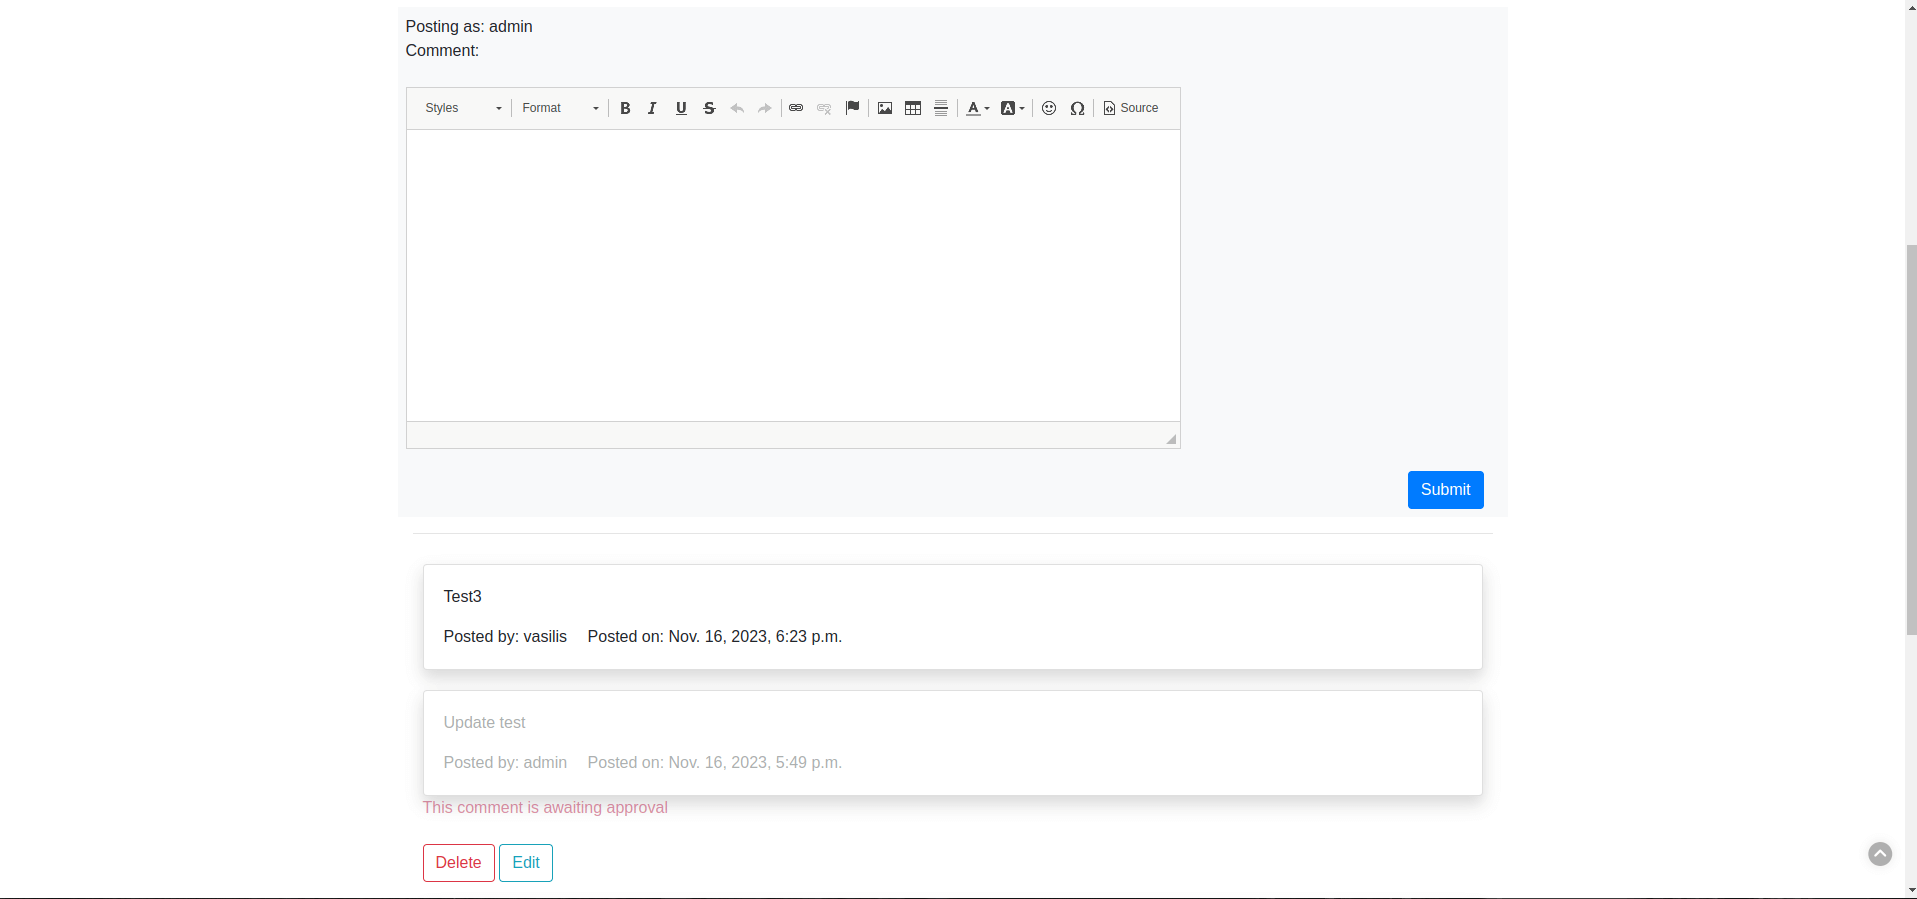 Posting as: admin
Comment:
Styles Format B I U S A A Ω Source
Submit
Test3
Posted by: vasilis Posted on: Nov. 16, 2023, 6:23 p.m.
Update test
Posted by: admin Posted on: Nov. 16, 2023, 5:49 p.m.
This comment is awaiting approval
Delete Edit